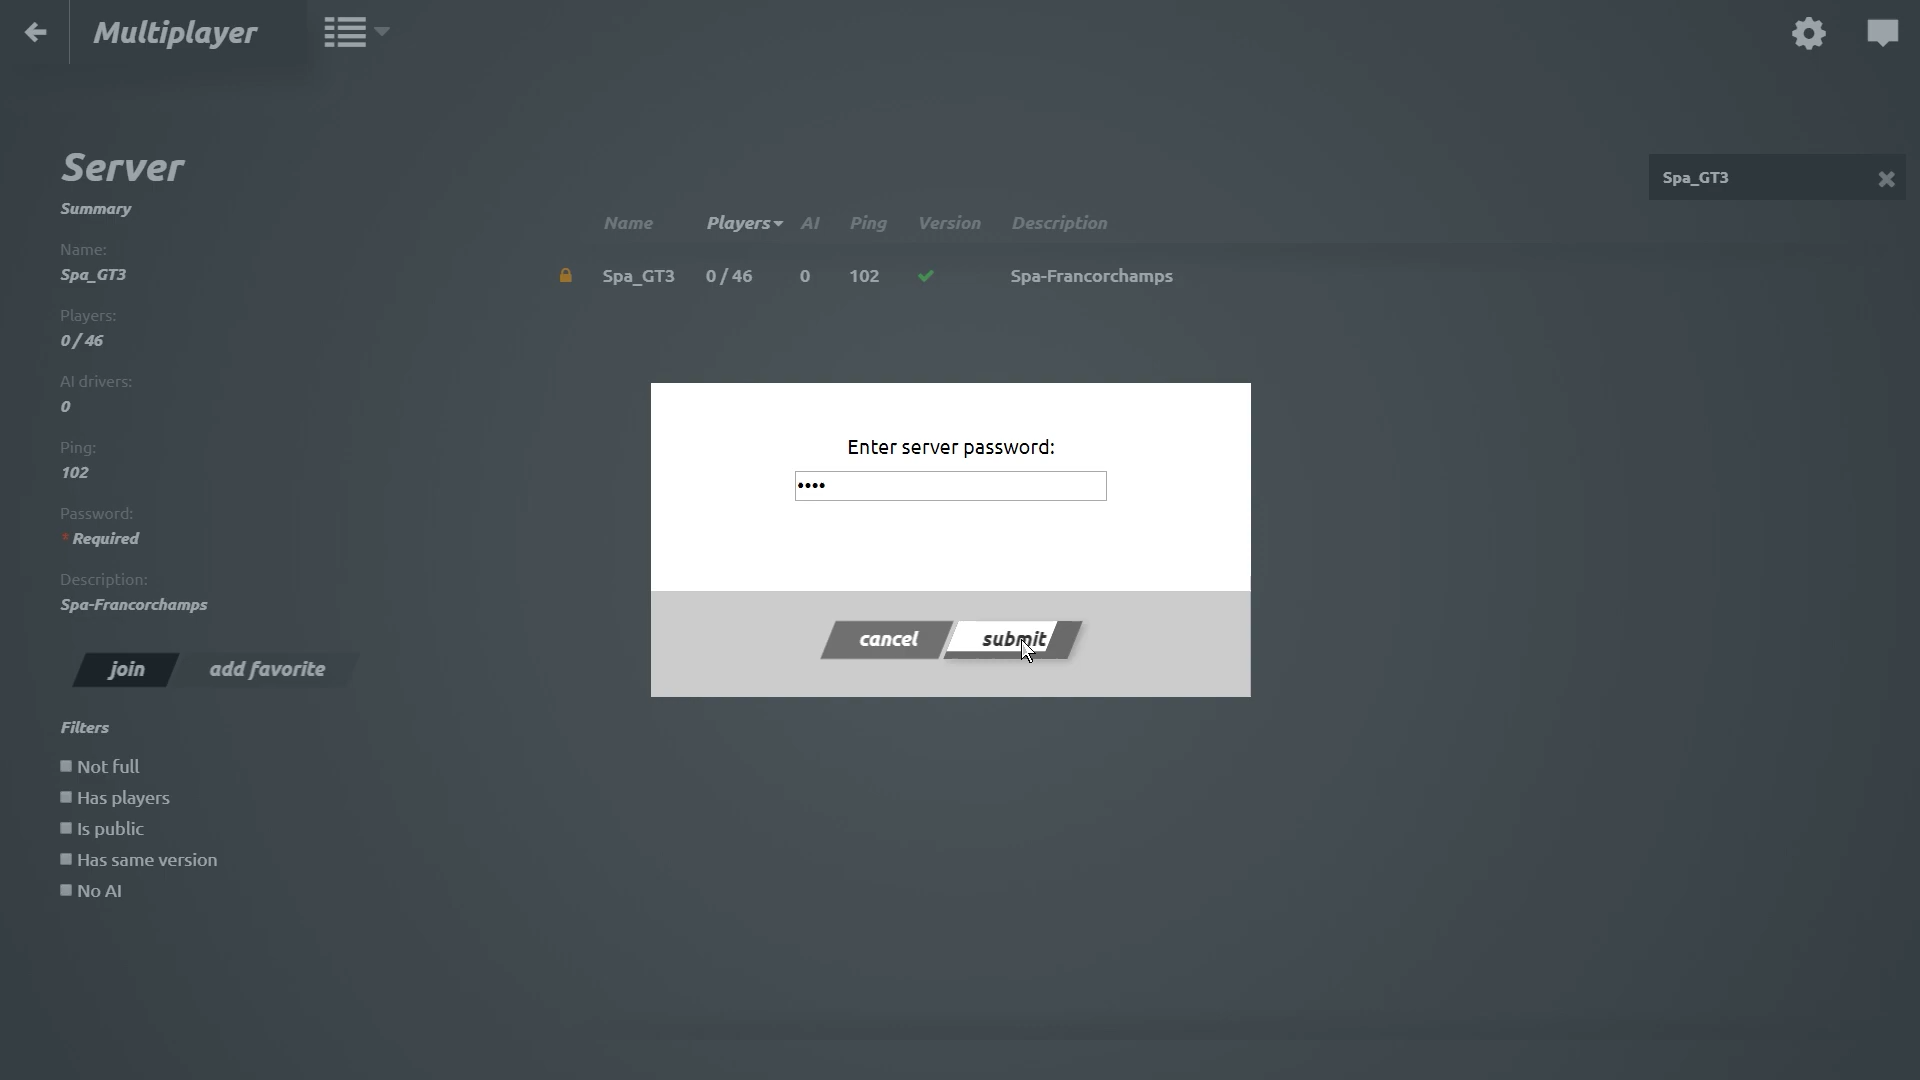 Multiplayer
Server
Summary
Name:
Spa_GT3
Players:
0 / 46
AI drivers:
0
Ping:
102
Password:
* Required
Description:
Spa-Francorchamps
join add favorite
Filters
Not full
Has players
Is public
Has same version
No AI
Spa_GT3
Name Players AI Ping Version Description
Spa_GT3 0 / 46 0 102 Spa-Francorchamps
Enter server password:
••••
cancel submit